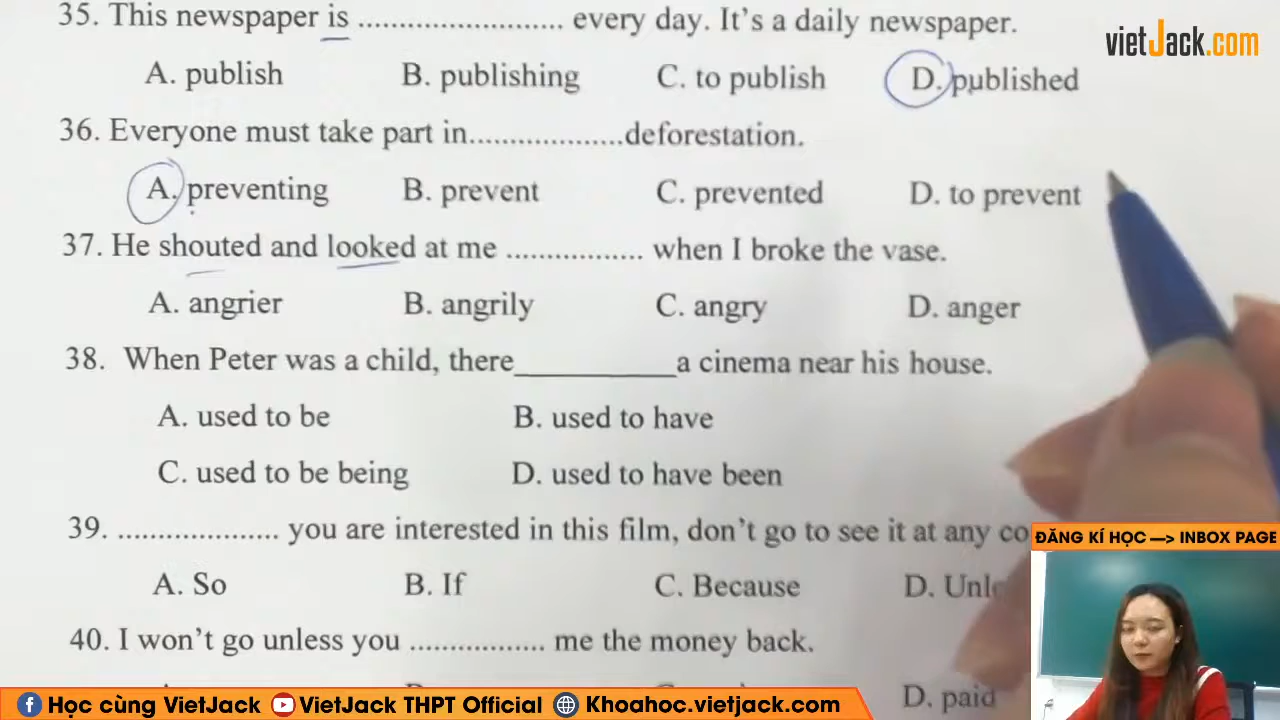 35. This newspaper is ........................... every day. It's a daily newspaper.
vietJack.com
A. publish B. publishing C. to publish D. published
36. Everyone must take part in....................deforestation.
A. preventing B. prevent C. prevented D. to prevent
37. He shouted and looked at me .................. when I broke the vase.
A. angrier B. angrily C. angry D. anger
38. When Peter was a child, there__________a cinema near his house.
A. used to be B. used to have
C. used to be being D. used to have been
39. ..................... you are interested in this film, don't go to see it at any
ĐĂNG KÍ HỌC —> INBOX PAGE
A. So B. If C. Because D.
40. I won't go unless you .................. me the money back.
D. paid
Học cùng VietJack VietJack THPT Official Khoahoc.vietjack.com